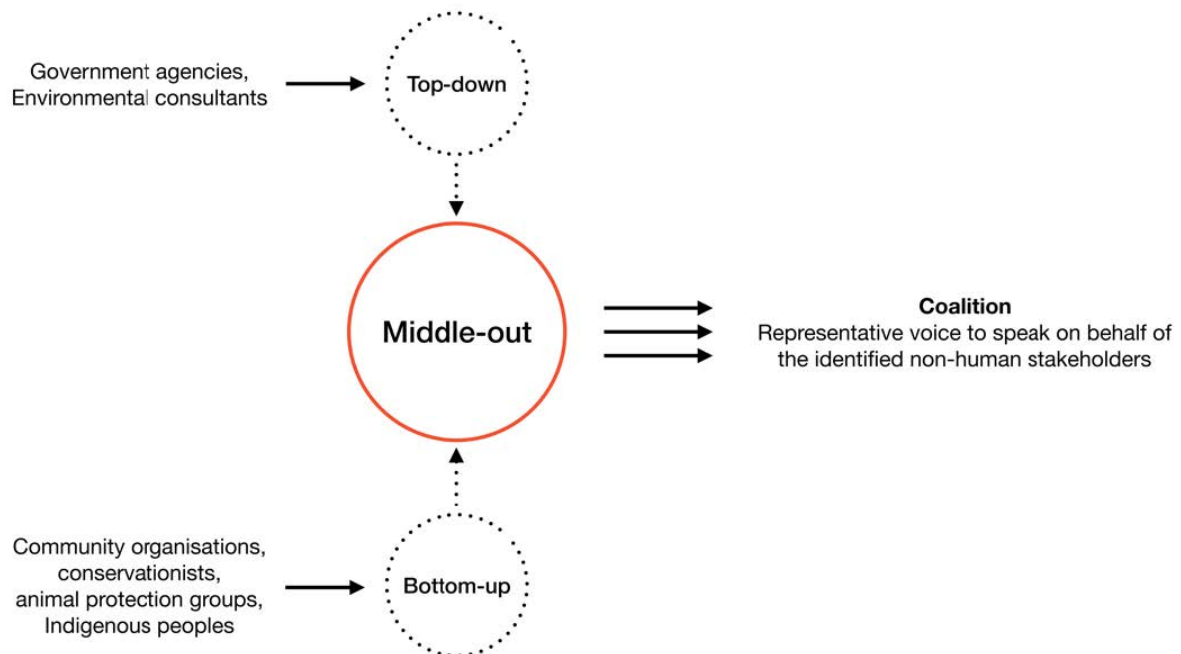 Government agencies,
Environmental consultants
Top-down
Middle-out
Coalition
Representative voice to speak on behalf of
the identified non-human stakeholders
Community organisations,
conservationists,
animal protection groups,
Indigenous peoples
Bottom-up